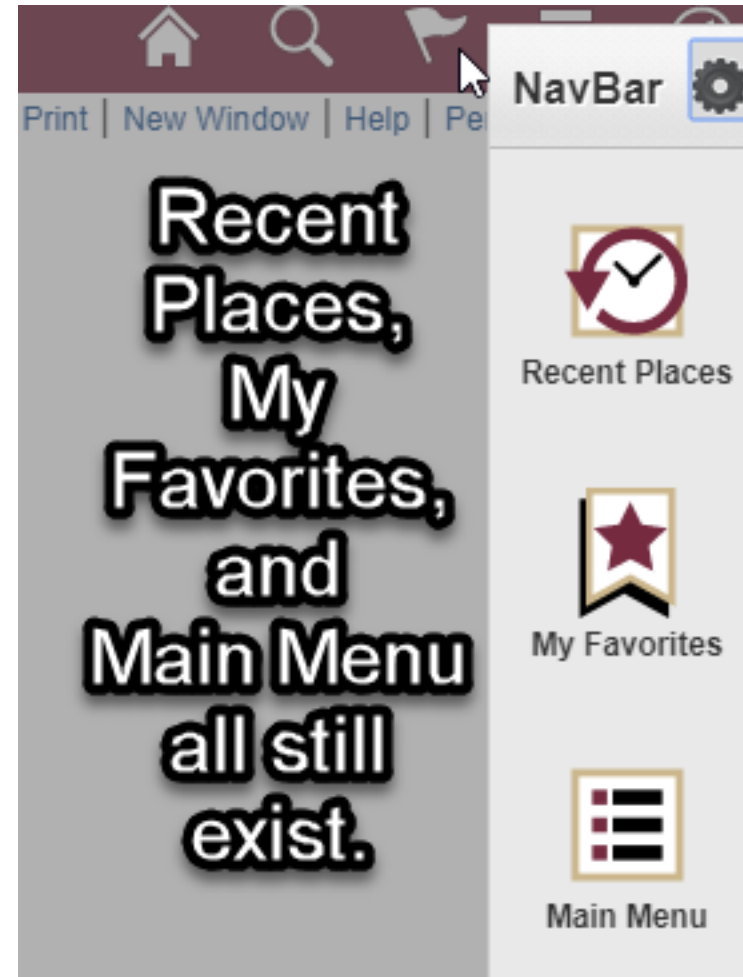 Print | New Window | Help | Pe
NavBar
Recent
Places,
My
Favorites,
and
Main Menu
all still
exist.
Recent Places
My Favorites
Main Menu